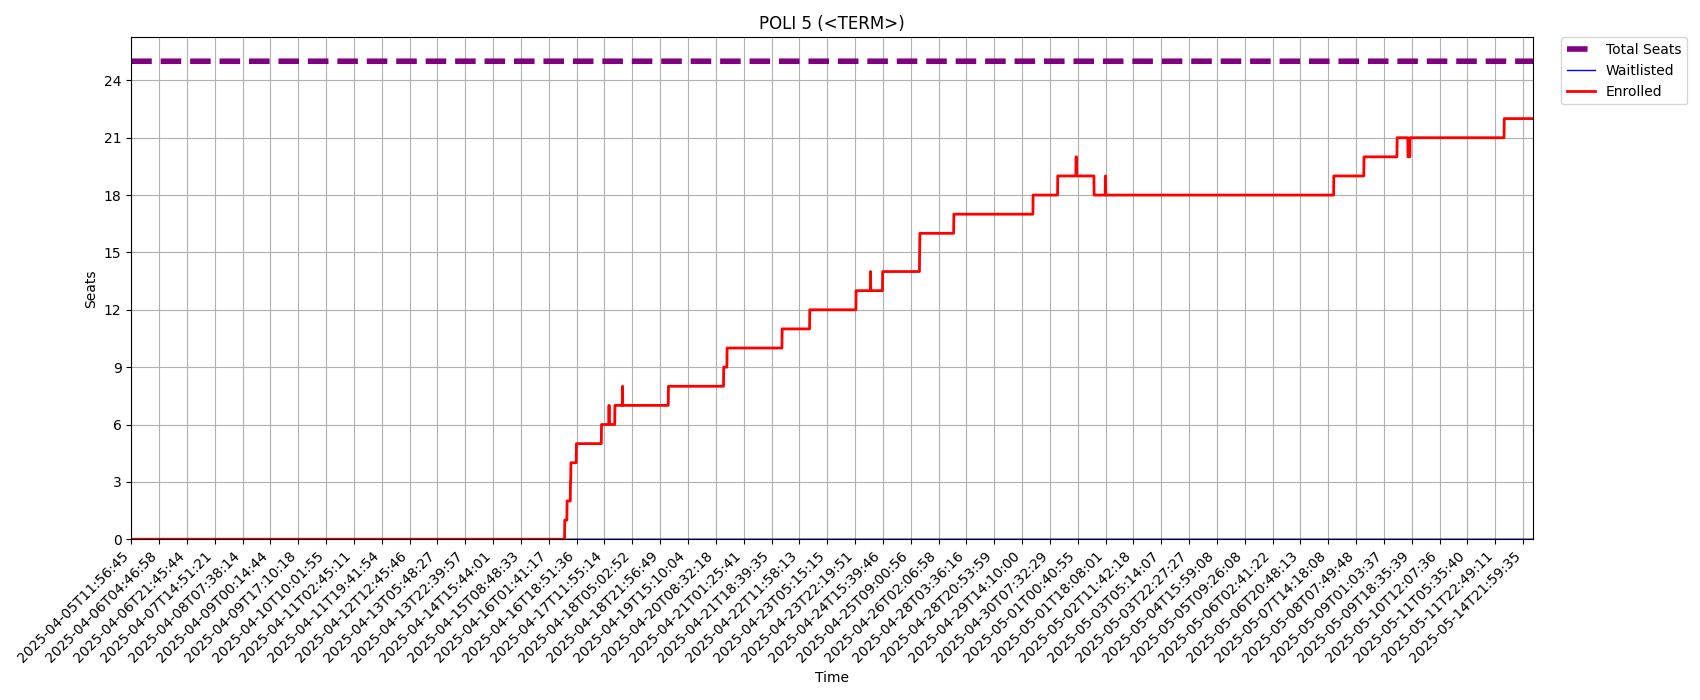 POLI 5 (<TERM>)
Total Seats
Waitlisted
Enrolled
24
21
18
15
12
9
6
3
0
Seats
2025-04-05T11:56:45
2025-04-06T04:46:58
2025-04-06T21:45:44
2025-04-07T14:51:21
2025-04-08T07:38:14
2025-04-09T00:14:44
2025-04-09T17:10:18
2025-04-10T10:01:55
2025-04-11T02:45:11
2025-04-11T19:41:54
2025-04-12T12:45:46
2025-04-13T05:48:27
2025-04-13T22:39:57
2025-04-14T15:44:01
2025-04-15T08:48:33
2025-04-16T01:41:17
2025-04-16T18:51:36
2025-04-17T11:55:14
2025-04-18T05:02:52
2025-04-18T21:56:49
2025-04-19T15:10:04
2025-04-20T08:32:18
2025-04-21T01:25:41
2025-04-21T18:39:35
2025-04-22T11:58:13
2025-04-23T05:15:15
2025-04-23T22:19:51
2025-04-24T15:39:46
2025-04-25T09:00:56
2025-04-26T02:06:58
2025-04-28T03:36:16
2025-04-28T20:53:59
2025-04-29T14:10:00
2025-04-30T07:32:29
2025-05-01T00:40:55
2025-05-01T18:08:01
2025-05-02T11:42:18
2025-05-03T05:14:07
2025-05-03T22:27:27
2025-05-04T15:59:08
2025-05-05T09:26:08
2025-05-06T02:41:22
2025-05-06T20:48:13
2025-05-07T14:18:08
2025-05-08T07:49:48
2025-05-09T01:03:37
2025-05-09T18:35:39
2025-05-10T12:07:36
2025-05-11T05:35:40
2025-05-11T22:49:11
2025-05-14T21:59:35
Time